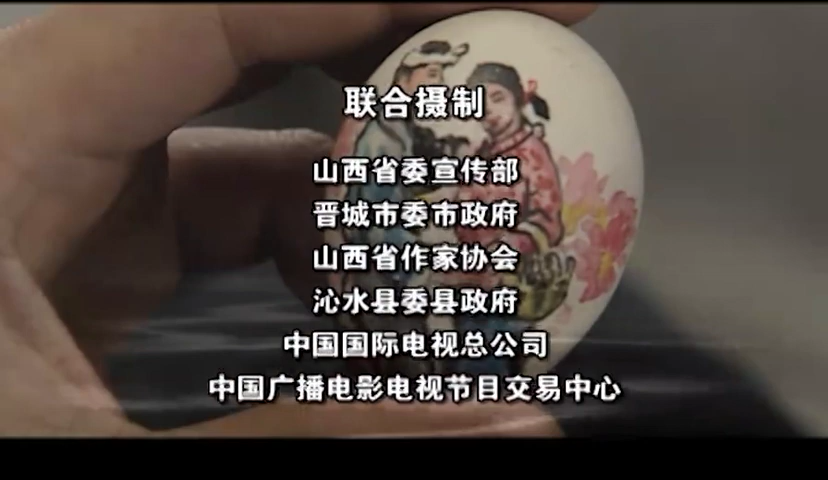 联合摄制
山西省委宣传部
晋城市委市政府
山西省作家协会
沁水县委县政府
中国国际电视总公司
中国广播电影电视节目交易中心